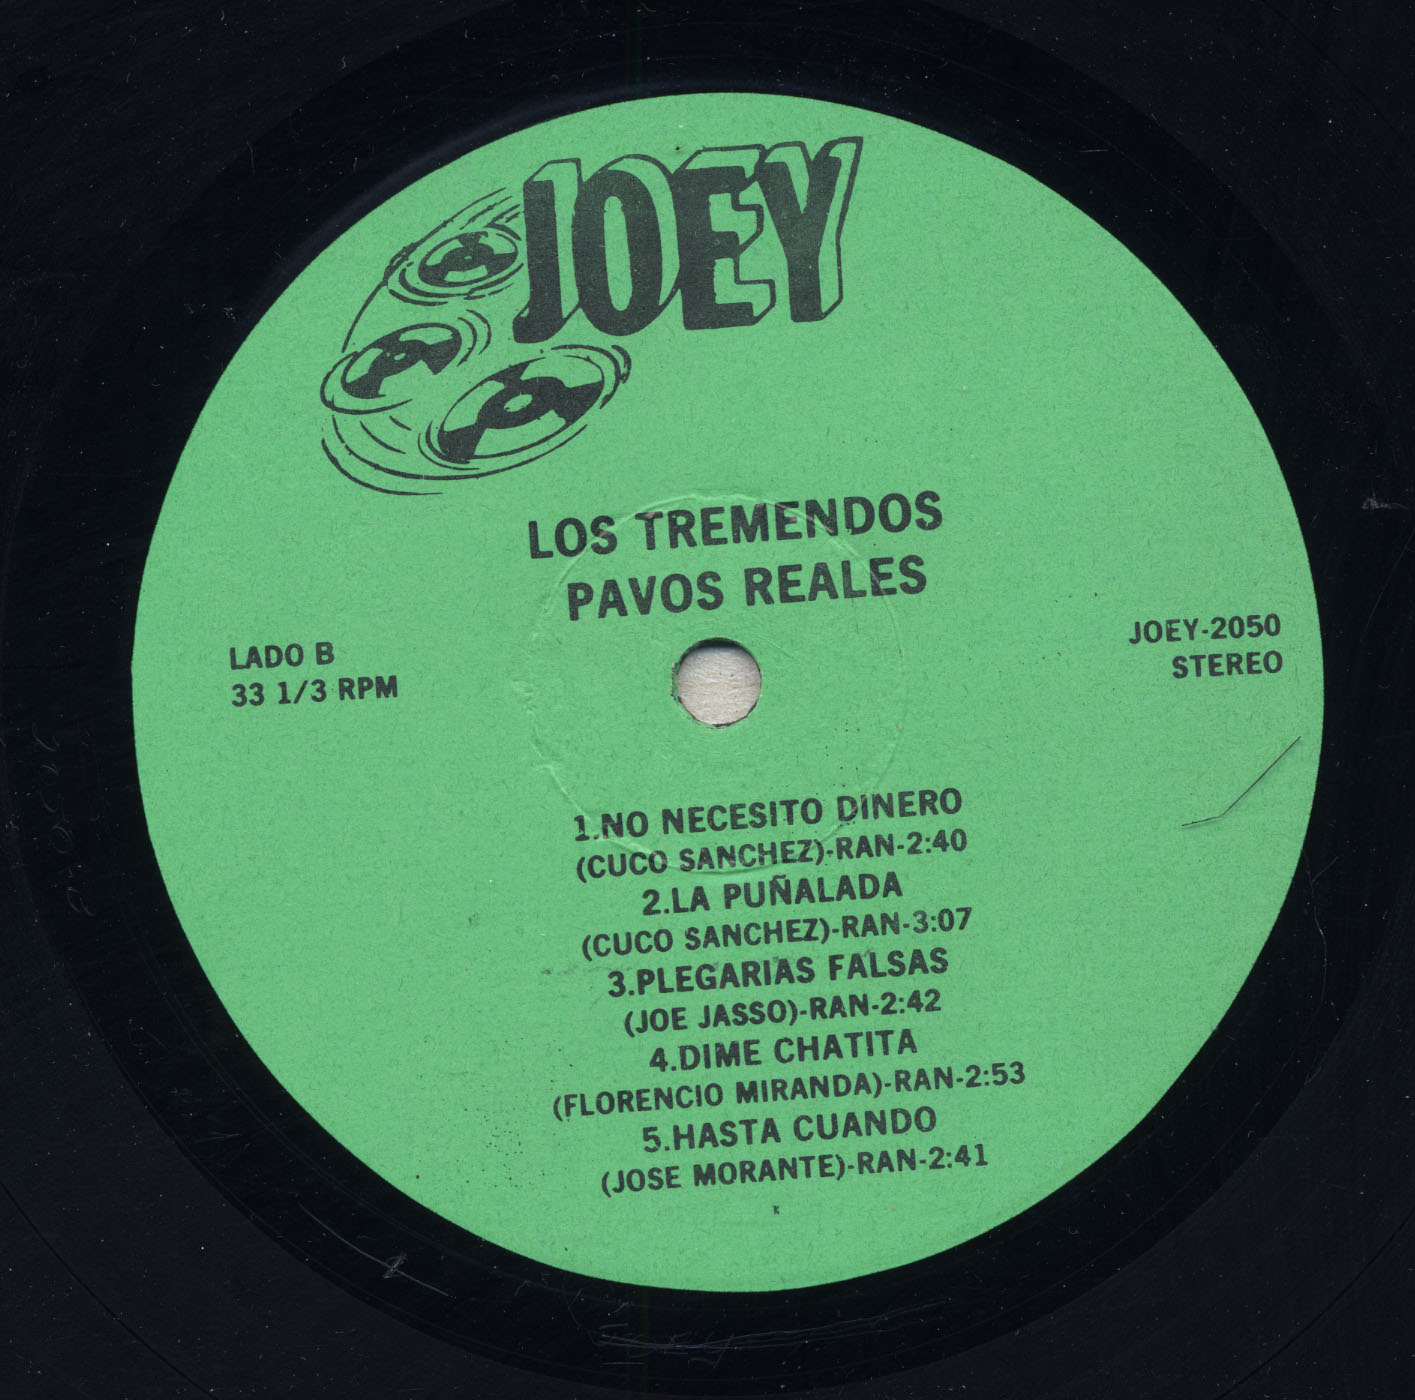 JOEY
LOS TREMENDOS
PAVOS REALES
LADO B
33 1/3 RPM
JOEY-2050
STEREO
1.NO NECESITO DINERO
(CUCO SANCHEZ)-RAN-2:40
2.LA PUÑALADA
(CUCO SANCHEZ)-RAN-3:07
3.PLEGARIAS FALSAS
(JOE JASSO)-RAN-2:42
4.DIME CHATITA
(FLORENCIO MIRANDA)-RAN-2:53
5.HASTA CUANDO
(JOSE MORANTE)-RAN-2:41